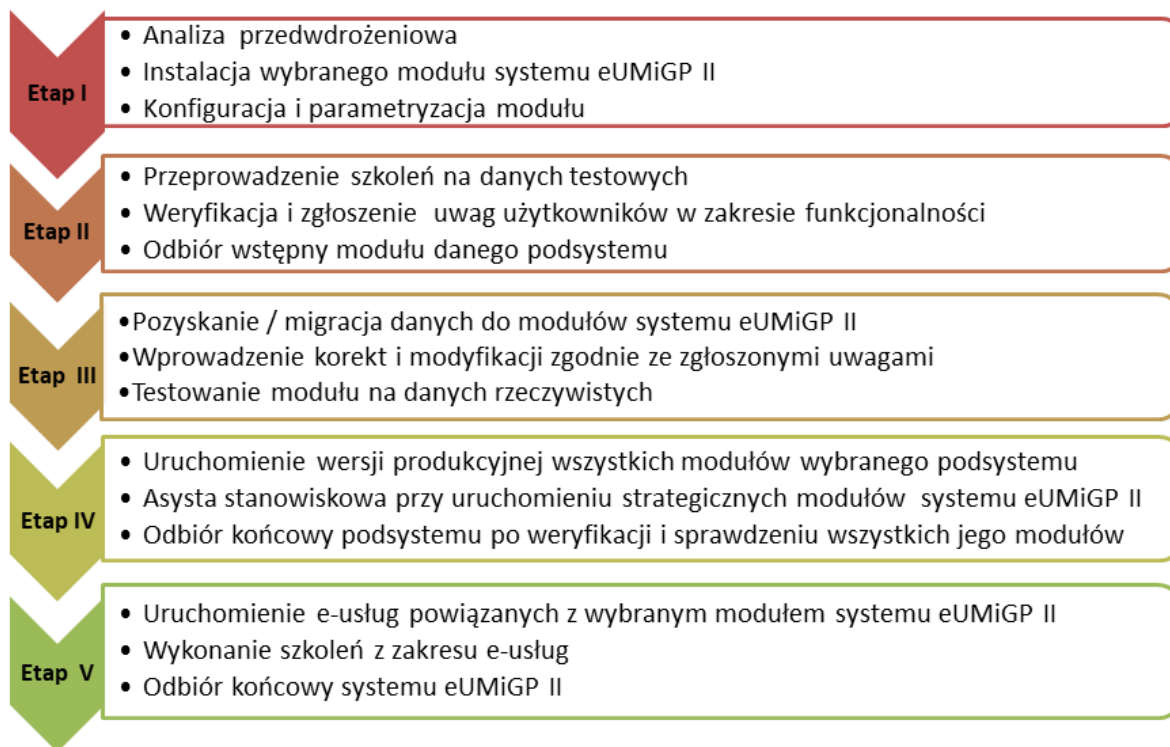 Etap I
• Analiza przedwdrożeniowa
• Instalacja wybranego modułu systemu eUMiGP II
• Konfiguracja i parametryzacja modułu
Etap II
• Przeprowadzenie szkoleń na danych testowych
• Weryfikacja i zgłoszenie uwag użytkowników w zakresie funkcjonalności
• Odbiór wstępny modułu danego podsystemu
Etap III
•Pozyskanie / migracja danych do modułów systemu eUMiGP II
•Wprowadzenie korekt i modyfikacji zgodnie ze zgłoszonymi uwagami
•Testowanie modułu na danych rzeczywistych
Etap IV
• Uruchomienie wersji produkcyjnej wszystkich modułów wybranego podsystemu
• Asysta stanowiskowa przy uruchomieniu strategicznych modułów systemu eUMiGP II
• Odbiór końcowy podsystemu po weryfikacji i sprawdzeniu wszystkich jego modułów
Etap V
• Uruchomienie e-usług powiązanych z wybranym modułem systemu eUMiGP II
• Wykonanie szkoleń z zakresu e-usług
• Odbiór końcowy systemu eUMiGP II